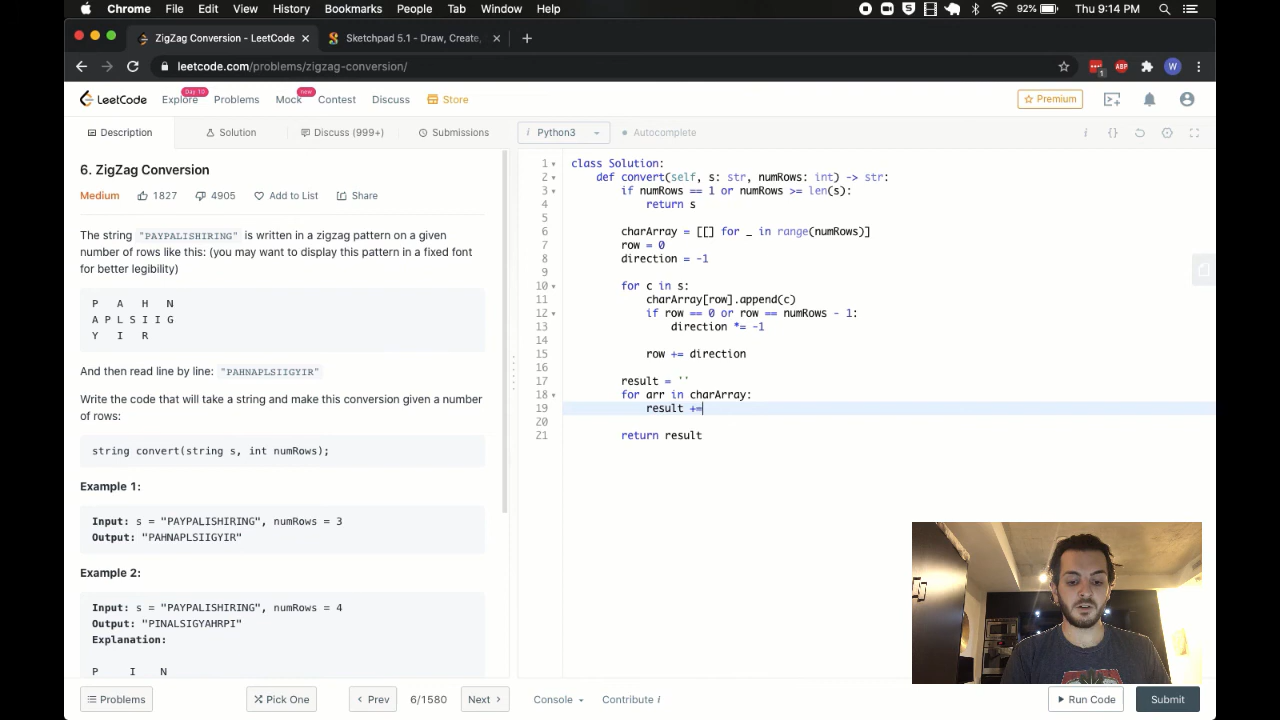 Chrome File Edit View History Bookmarks People Tab Window Help 92% Thu 9:14 PM
ZigZag Conversion - LeetCode Sketchpad 5.1 - Draw, Create,
leetcode.com/problems/zigzag-conversion/
LeetCode Explore Day 10 Problems Mock new Contest Discuss Store Premium
Description Solution Discuss (999+) Submissions
i Python3 Autocomplete
6. ZigZag Conversion
Medium 1827 4905 Add to List Share
The string "PAYPALISHIRING" is written in a zigzag pattern on a given
number of rows like this: (you may want to display this pattern in a fixed font
for better legibility)
P A H N
A P L S I I G
Y I R
And then read line by line: "PAHNAPLSIIGYIR"
Write the code that will take a string and make this conversion given a number
of rows:
string convert(string s, int numRows);
Example 1:
Input: s = "PAYPALISHIRING", numRows = 3
Output: "PAHNAPLSIIGYIR"
Example 2:
Input: s = "PAYPALISHIRING", numRows = 4
Output: "PINALSIGYAHRPI"
Explanation:
P I N
1 class Solution:
2 def convert(self, s: str, numRows: int) -> str:
3 if numRows == 1 or numRows >= len(s):
4 return s
5
6 charArray = [[] for _ in range(numRows)]
7 row = 0
8 direction = -1
9
10 for c in s:
11 charArray[row].append(c)
12 if row == 0 or row == numRows - 1:
13 direction *= -1
14
15 row += direction
16
17 result = ''
18 for arr in charArray:
19 result +=
20
21 return result
Problems Pick One Prev 6/1580 Next Console Contribute i Run Code Submit